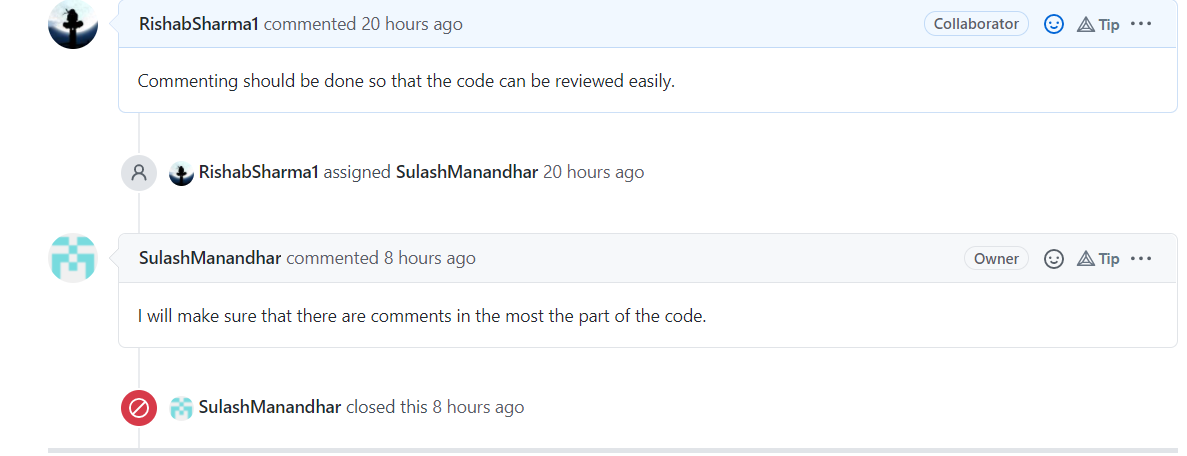 RishabSharma1 commented 20 hours ago Collaborator Tip
Commenting should be done so that the code can be reviewed easily.
RishabSharma1 assigned SulashManandhar 20 hours ago
SulashManandhar commented 8 hours ago Owner Tip
I will make sure that there are comments in the most the part of the code.
SulashManandhar closed this 8 hours ago